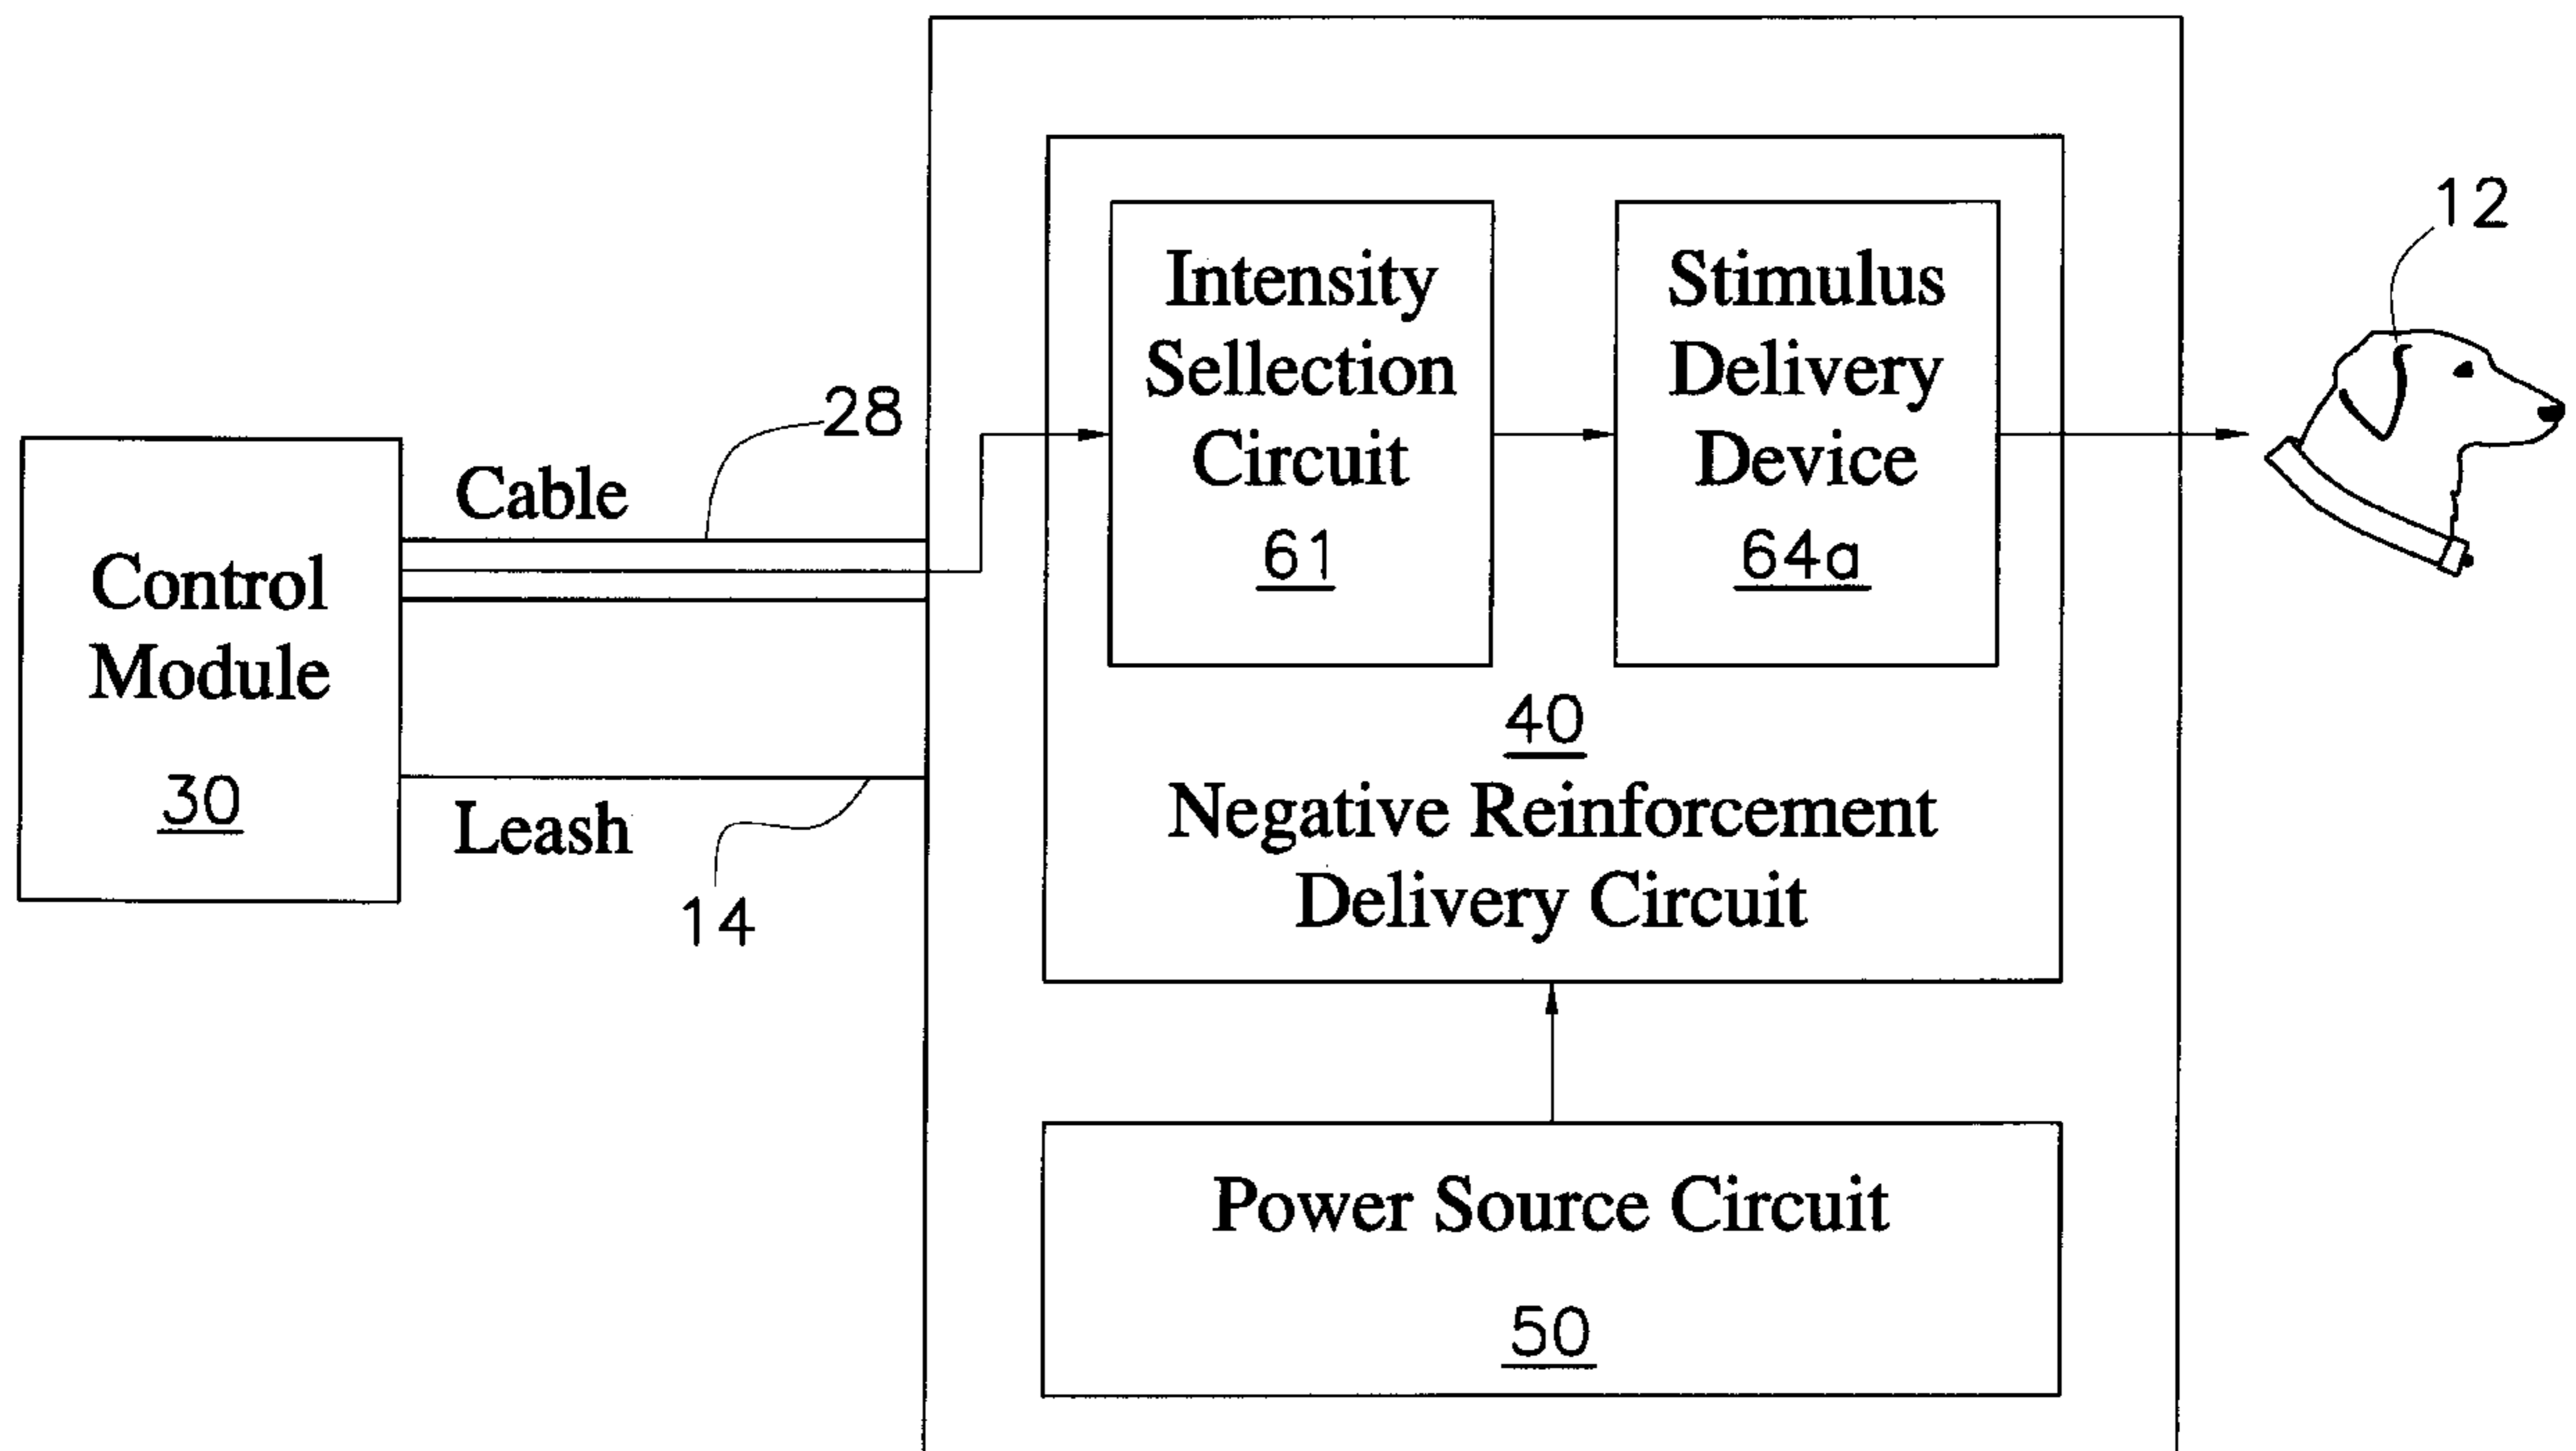 12
Intensity
Sellection
Circuit
61
Stimulus
Delivery
Device
64a
28
Cable
Control
Module
30
Leash
14
40
Negative Reinforcement
Delivery Circuit
Power Source Circuit
50